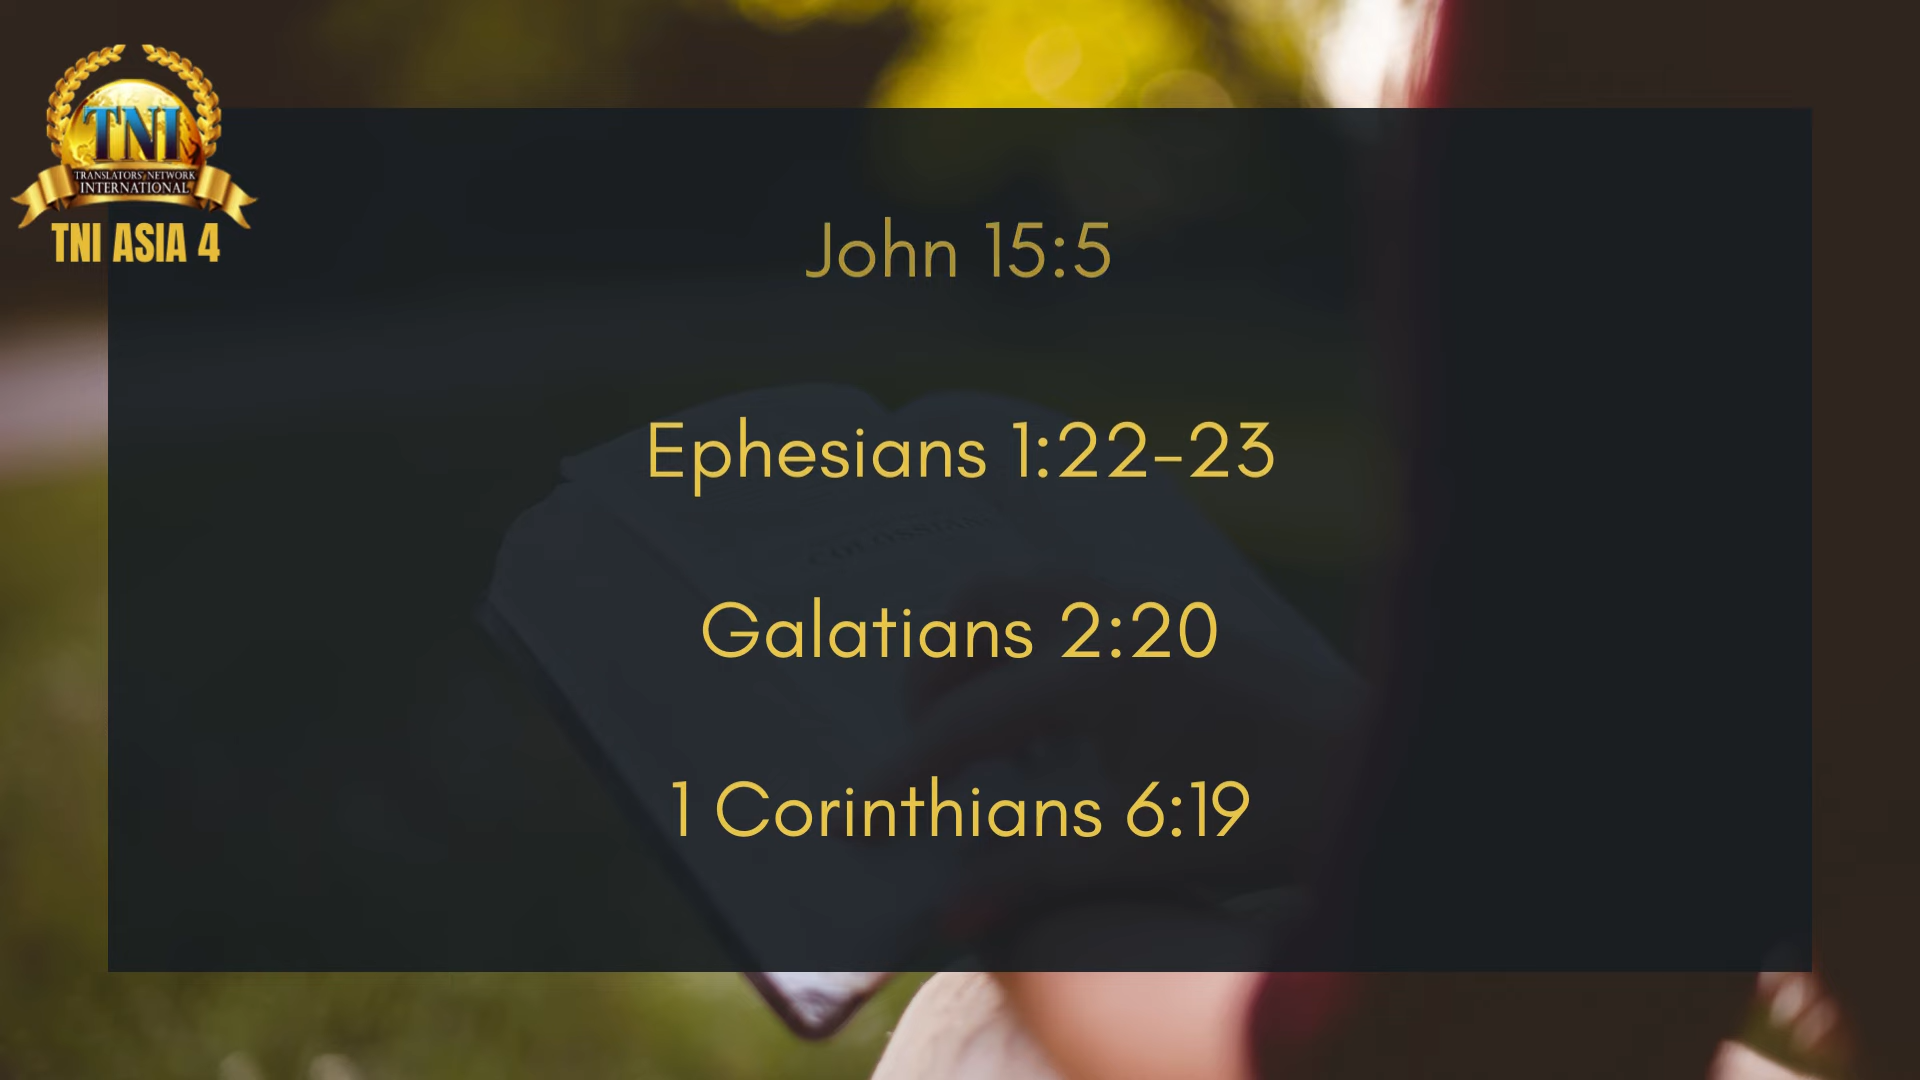 TNI
TRANSLATORS' NETWORK
INTERNATIONAL
TNI ASIA 4
John 15:5
Ephesians 1:22-23
COLOSSIANS
Galatians 2:20
1 Corinthians 6:19